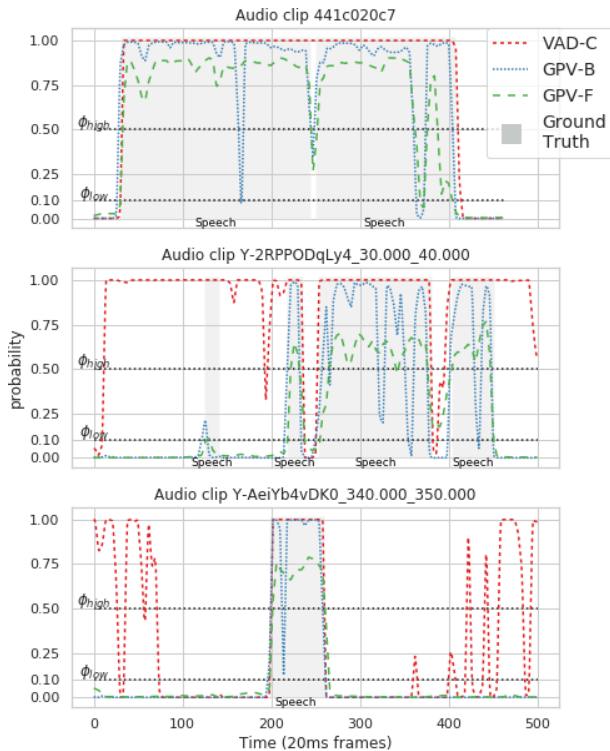 Audio clip 441c020c7
1.00
0.75
ϕhigh
0.50
ϕlow
0.10
0.00
Speech Speech
VAD-C
GPV-B
GPV-F
Ground
Truth
Audio clip Y-2RPPODqLy4_30.000_40.000
1.00
0.75
ϕhigh
0.50
0.25
ϕlow
0.10
0.00
Speech Speech Speech Speech
probability
Audio clip Y-AeiYb4vDK0_340.000_350.000
1.00
0.75
ϕhigh
0.50
0.25
ϕlow
0.10
0.00
Speech
0 100 200 300 400 500
Time (20ms frames)